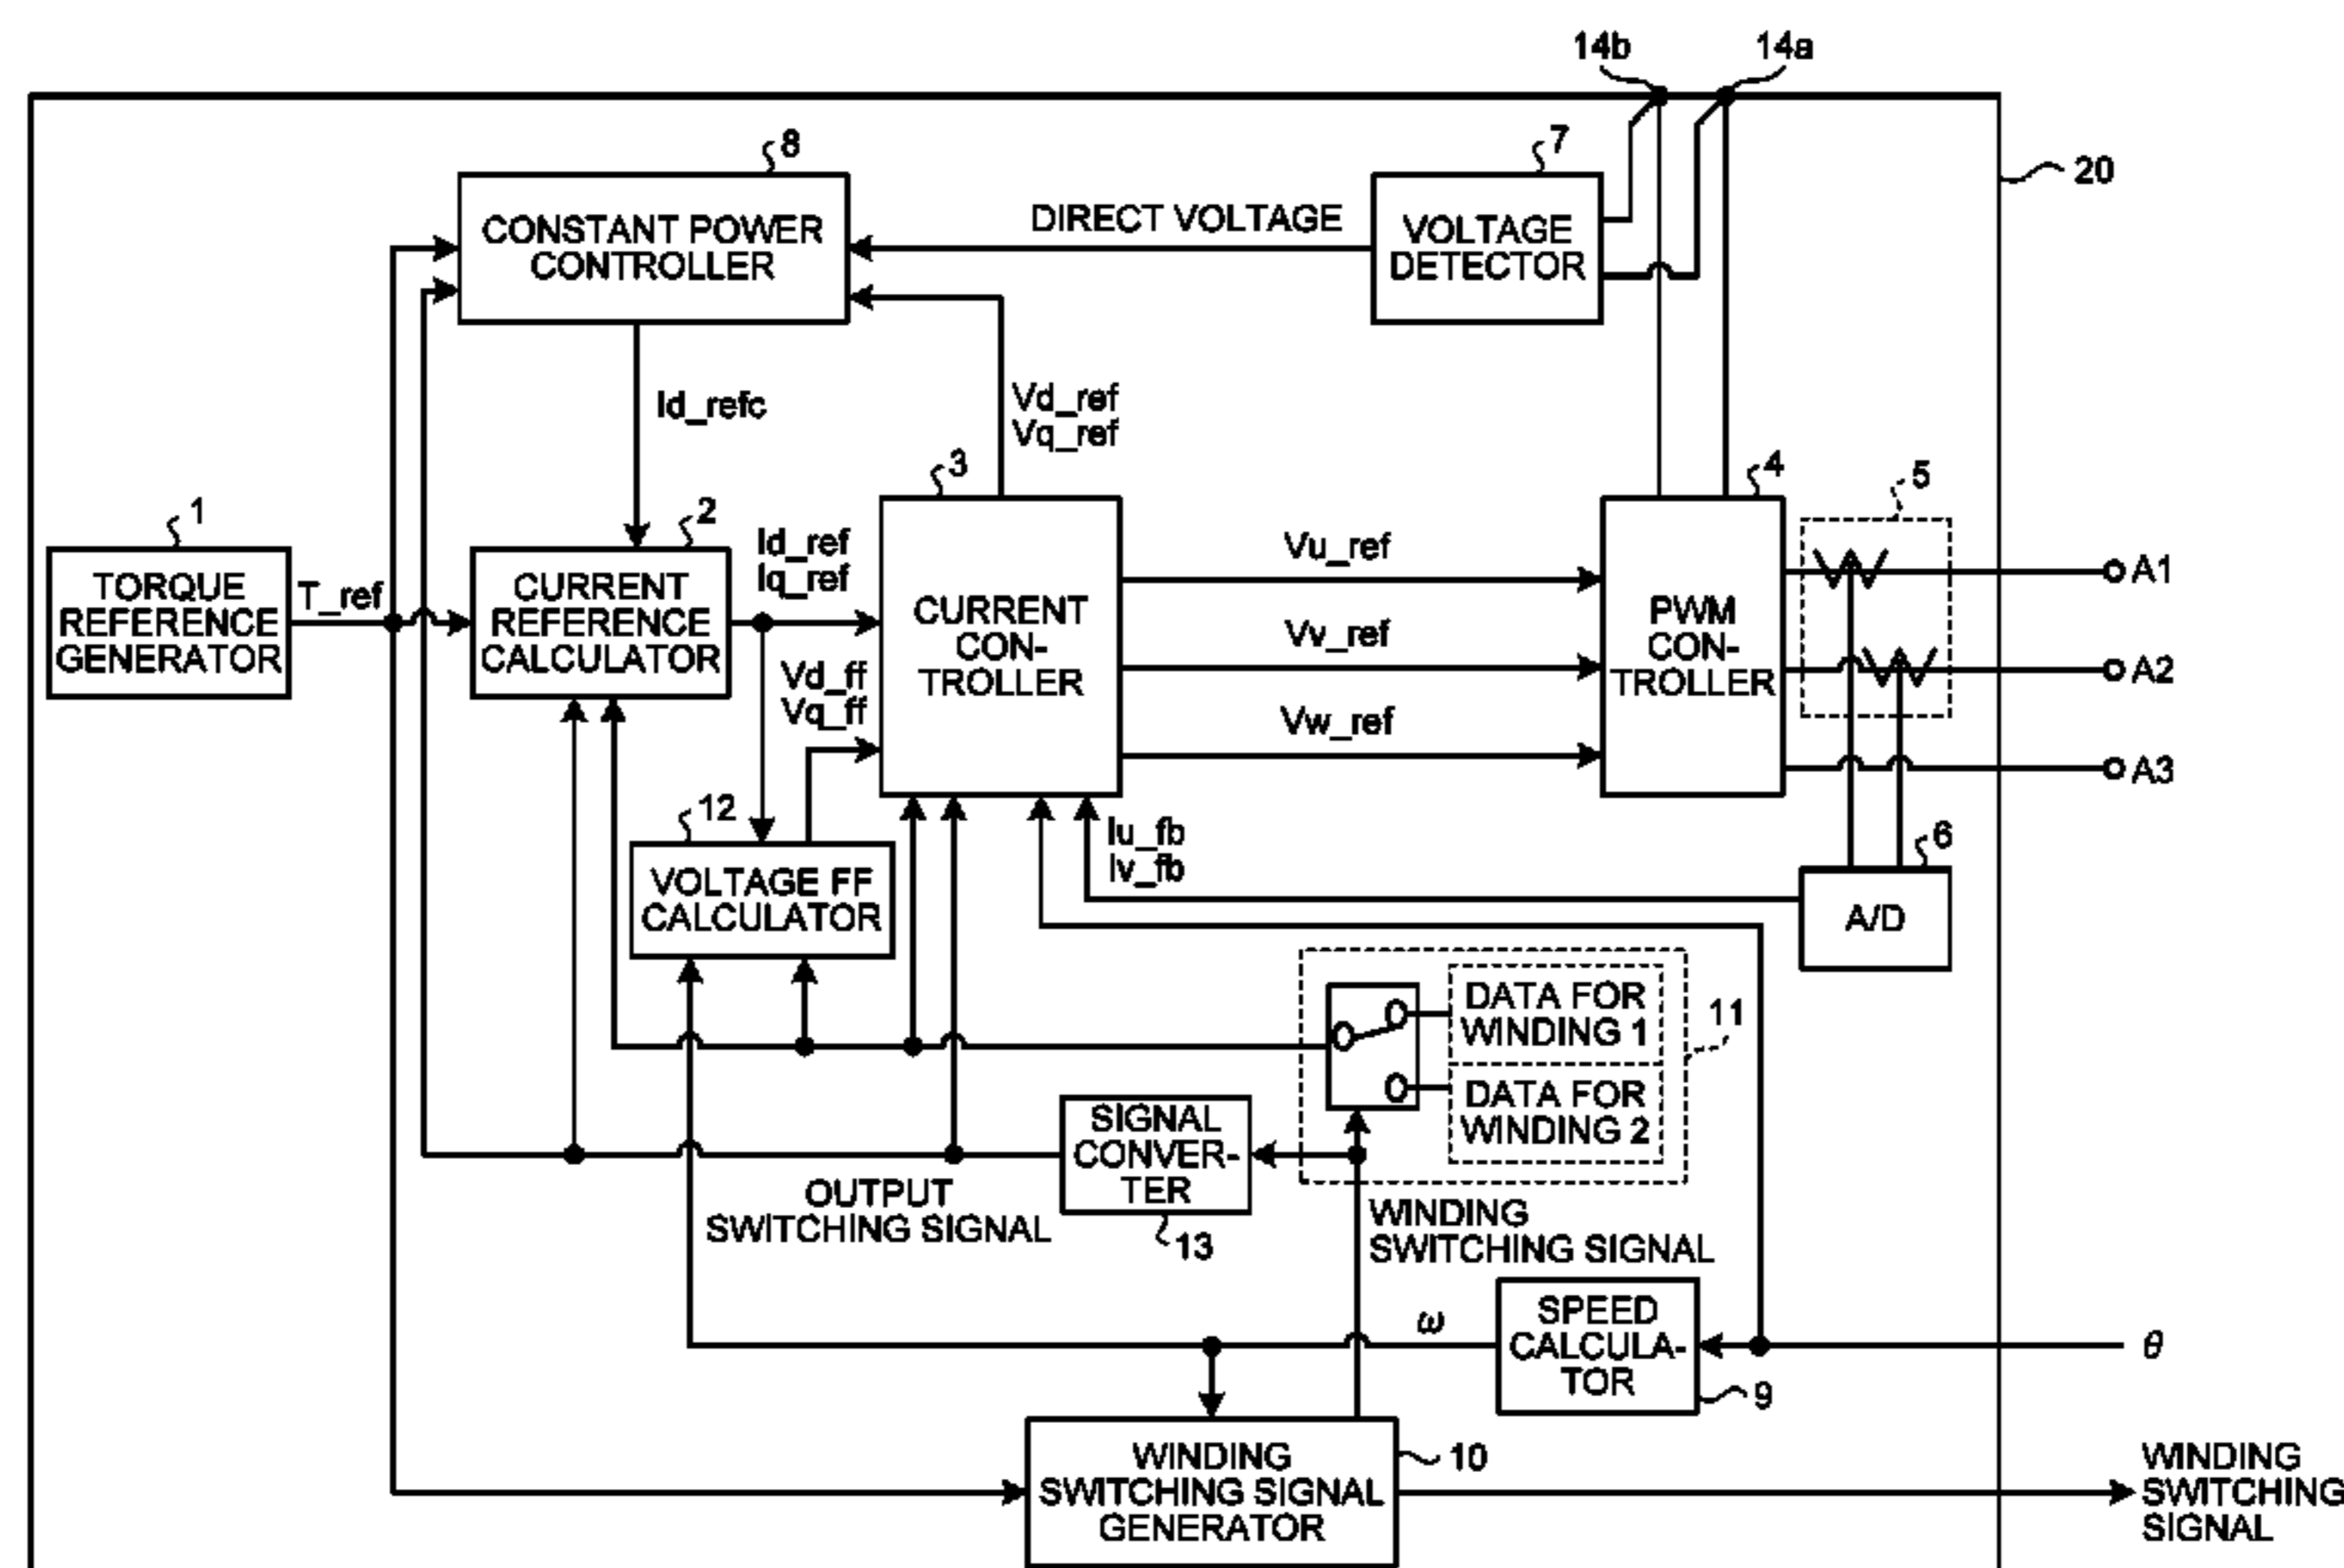 14b
14a
8
7
20
CONSTANT POWER
CONTROLLER
DIRECT VOLTAGE
VOLTAGE
DETECTOR
Id_refc
Vd_ref
Vq_ref
1
2
3
4
5
TORQUE
REFERENCE
GENERATOR
T_ref
CURRENT
REFERENCE
CALCULATOR
Id_ref
Iq_ref
CURRENT
CON-
TROLLER
Vu_ref
Vv_ref
Vw_ref
PWM
CON-
TROLLER
A1
A2
A3
Vd_ff
Vq_ff
12
VOLTAGE FF
CALCULATOR
Iu_fb
Iv_fb
6
A/D
DATA FOR
WINDING 1
DATA FOR
WINDING 2
11
SIGNAL
CONVER-
TER
13
OUTPUT
SWITCHING SIGNAL
WINDING
SWITCHING SIGNAL
ω
SPEED
CALCULA-
TOR
9
θ
WINDING
SWITCHING SIGNAL
GENERATOR
10
WINDING
SWITCHING
SIGNAL